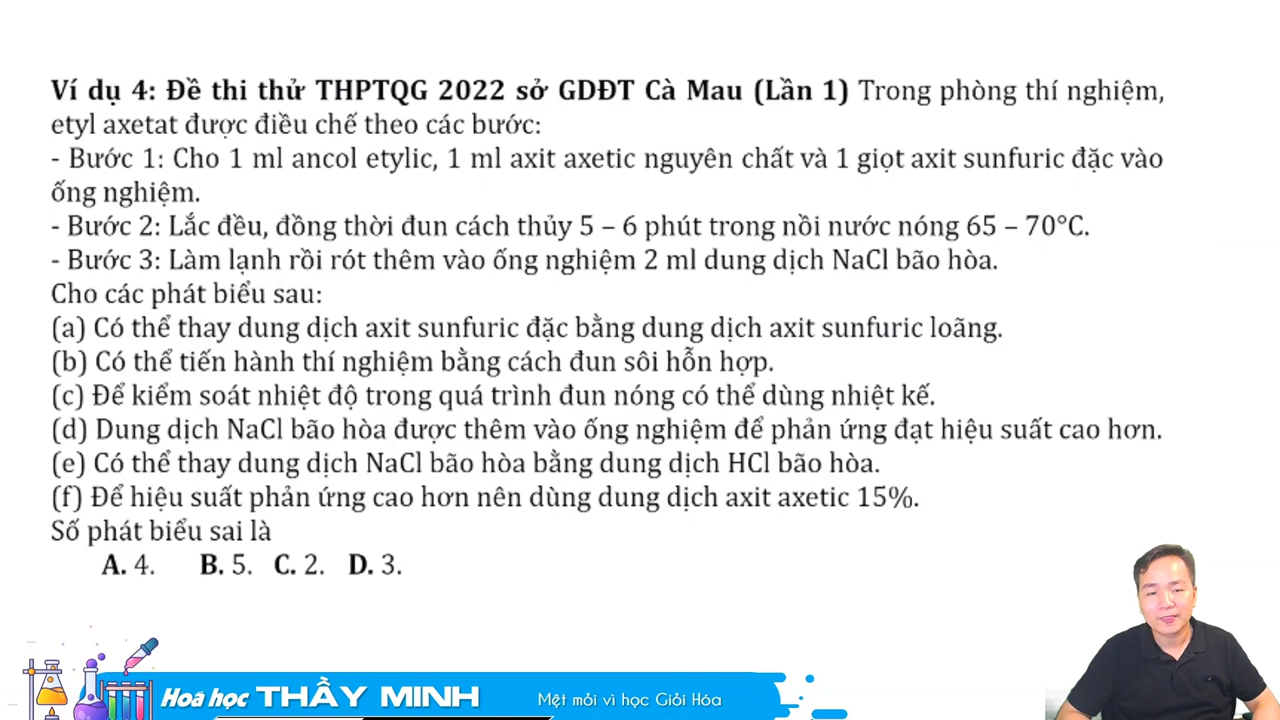 Ví dụ 4: Đề thi thử THPTQG 2022 sở GDĐT Cà Mau (Lần 1) Trong phòng thí nghiệm,
etyl axetat được điều chế theo các bước:
- Bước 1: Cho 1 ml ancol etylic, 1 ml axit axetic nguyên chất và 1 giọt axit sunfuric đặc vào
ống nghiệm.
- Bước 2: Lắc đều, đồng thời đun cách thủy 5 – 6 phút trong nồi nước nóng 65 – 70°C.
- Bước 3: Làm lạnh rồi rót thêm vào ống nghiệm 2 ml dung dịch NaCl bão hòa.
Cho các phát biểu sau:
(a) Có thể thay dung dịch axit sunfuric đặc bằng dung dịch axit sunfuric loãng.
(b) Có thể tiến hành thí nghiệm bằng cách đun sôi hỗn hợp.
(c) Để kiểm soát nhiệt độ trong quá trình đun nóng có thể dùng nhiệt kế.
(d) Dung dịch NaCl bão hòa được thêm vào ống nghiệm để phản ứng đạt hiệu suất cao hơn.
(e) Có thể thay dung dịch NaCl bão hòa bằng dung dịch HCl bão hòa.
(f) Để hiệu suất phản ứng cao hơn nên dùng dung dịch axit axetic 15%.
Số phát biểu sai là
A. 4. B. 5. C. 2. D. 3.
Hoá học THẦY MINH Mệt mỏi vì học Giỏi Hóa